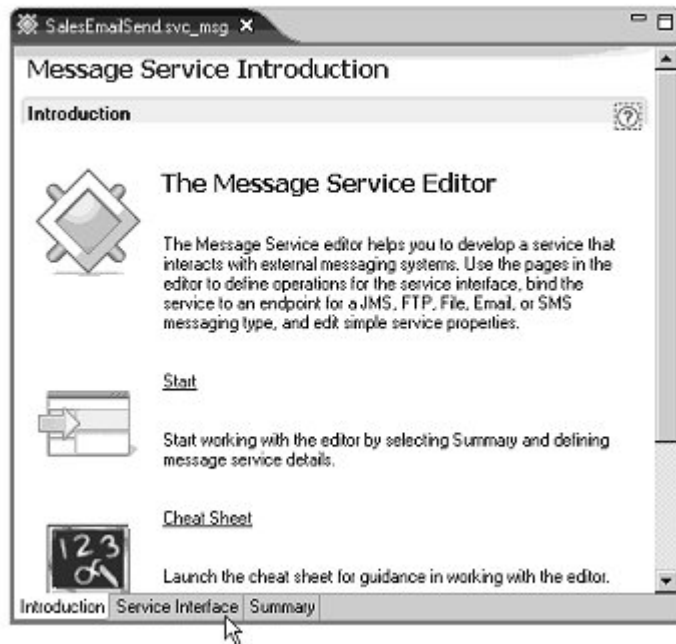 SalesEmailSend.svc_msg
Message Service Introduction
Introduction
The Message Service Editor
The Message Service editor helps you to develop a service that
interacts with external messaging systems. Use the pages in the
editor to define operations for the service interface, bind the
service to an endpoint for a JMS, FTP, File, Email, or SMS
messaging type, and edit simple service properties.
Start
Start working with the editor by selecting Summary and defining
message service details.
Cheat Sheet
123
Launch the cheat sheet for guidance in working with the editor.
Introduction Service Interface Summary